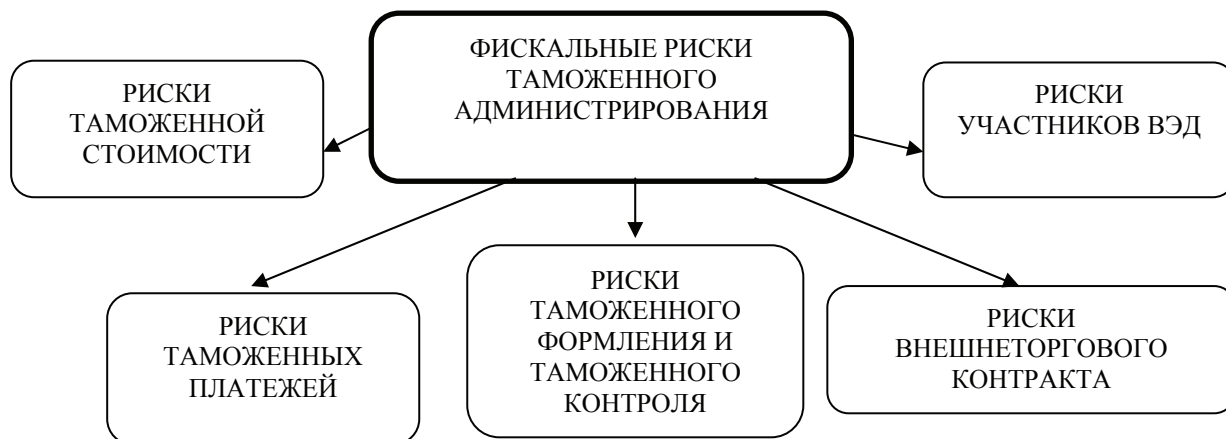 ФИСКАЛЬНЫЕ РИСКИ
ТАМОЖЕННОГО
АДМИНИСТРИРОВАНИЯ
РИСКИ
ТАМОЖЕННОЙ
СТОИМОСТИ
РИСКИ
УЧАСТНИКОВ ВЭД
РИСКИ
ТАМОЖЕННЫХ
ПЛАТЕЖЕЙ
РИСКИ
ТАМОЖЕННОГО
ФОРМЛЕНИЯ И
ТАМОЖЕННОГО
КОНТРОЛЯ
РИСКИ
ВНЕШНЕТОРГОВОГО
КОНТРАКТА